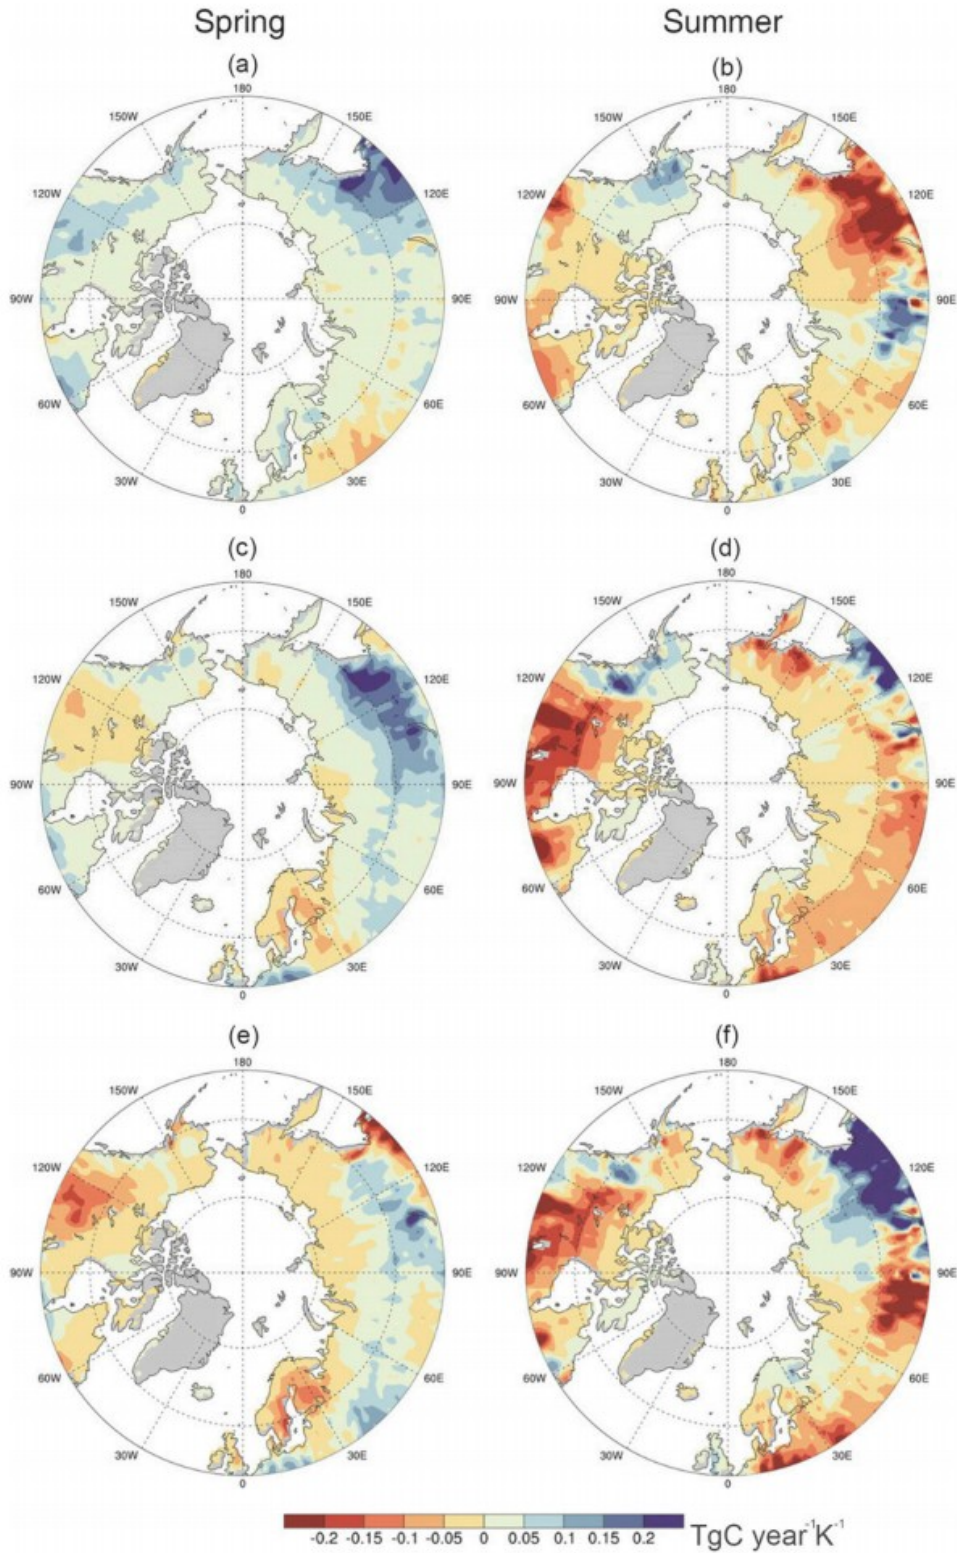 Spring Summer
(a) (b)
180 180
150W 150E 150E
120W 120E 120W 120E
90W 90E 90W 90E
60W 60E 60W 60E
30W 30E 30W 30E
0 0
(c) (d)
180 180
150W 150E 150W 150E
120W 120E 120W 120E
90W 90E 90W 90E
60W 60E 60W 60E
30W 30E 30W 30E
0 0
(e) (f)
180 180
150W 150E 150W 150E
120W 120E 120W 120E
90W 90E 90W 90E
60W 60E 60W 60E
30W 30E 30W 30E
0 0
-0.2 -0.15 -0.1 -0.05 0 0.05 0.1 0.15 0.2 TgC year⁻¹K⁻¹